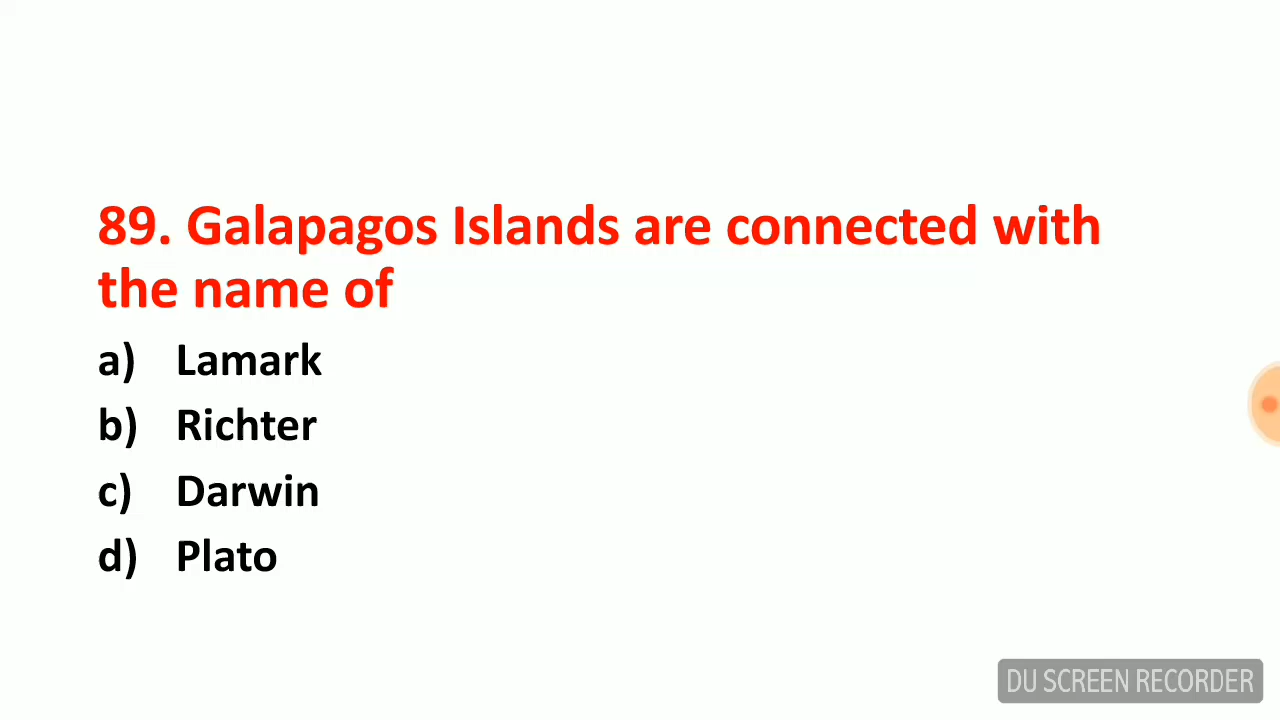 89. Galapagos Islands are connected with
the name of
a) Lamark
b) Richter
c) Darwin
d) Plato
DU SCREEN RECORDER